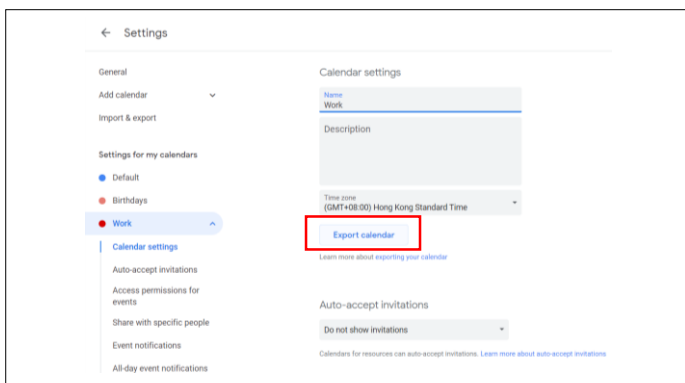 Settings
General
Add calendar
Import & export
Settings for my calendars
Default
Birthdays
Work
Calendar settings
Auto-accept invitations
Access permissions for
events
Share with specific people
Event notifications
All-day event notifications
Calendar settings
Name
Work
Description
Time zone
(GMT+08:00) Hong Kong Standard Time
Export calendar
Learn more about exporting your calendar
Auto-accept invitations
Do not show invitations
Calendars for resources can auto-accept invitations. Learn more about auto-accept invitations